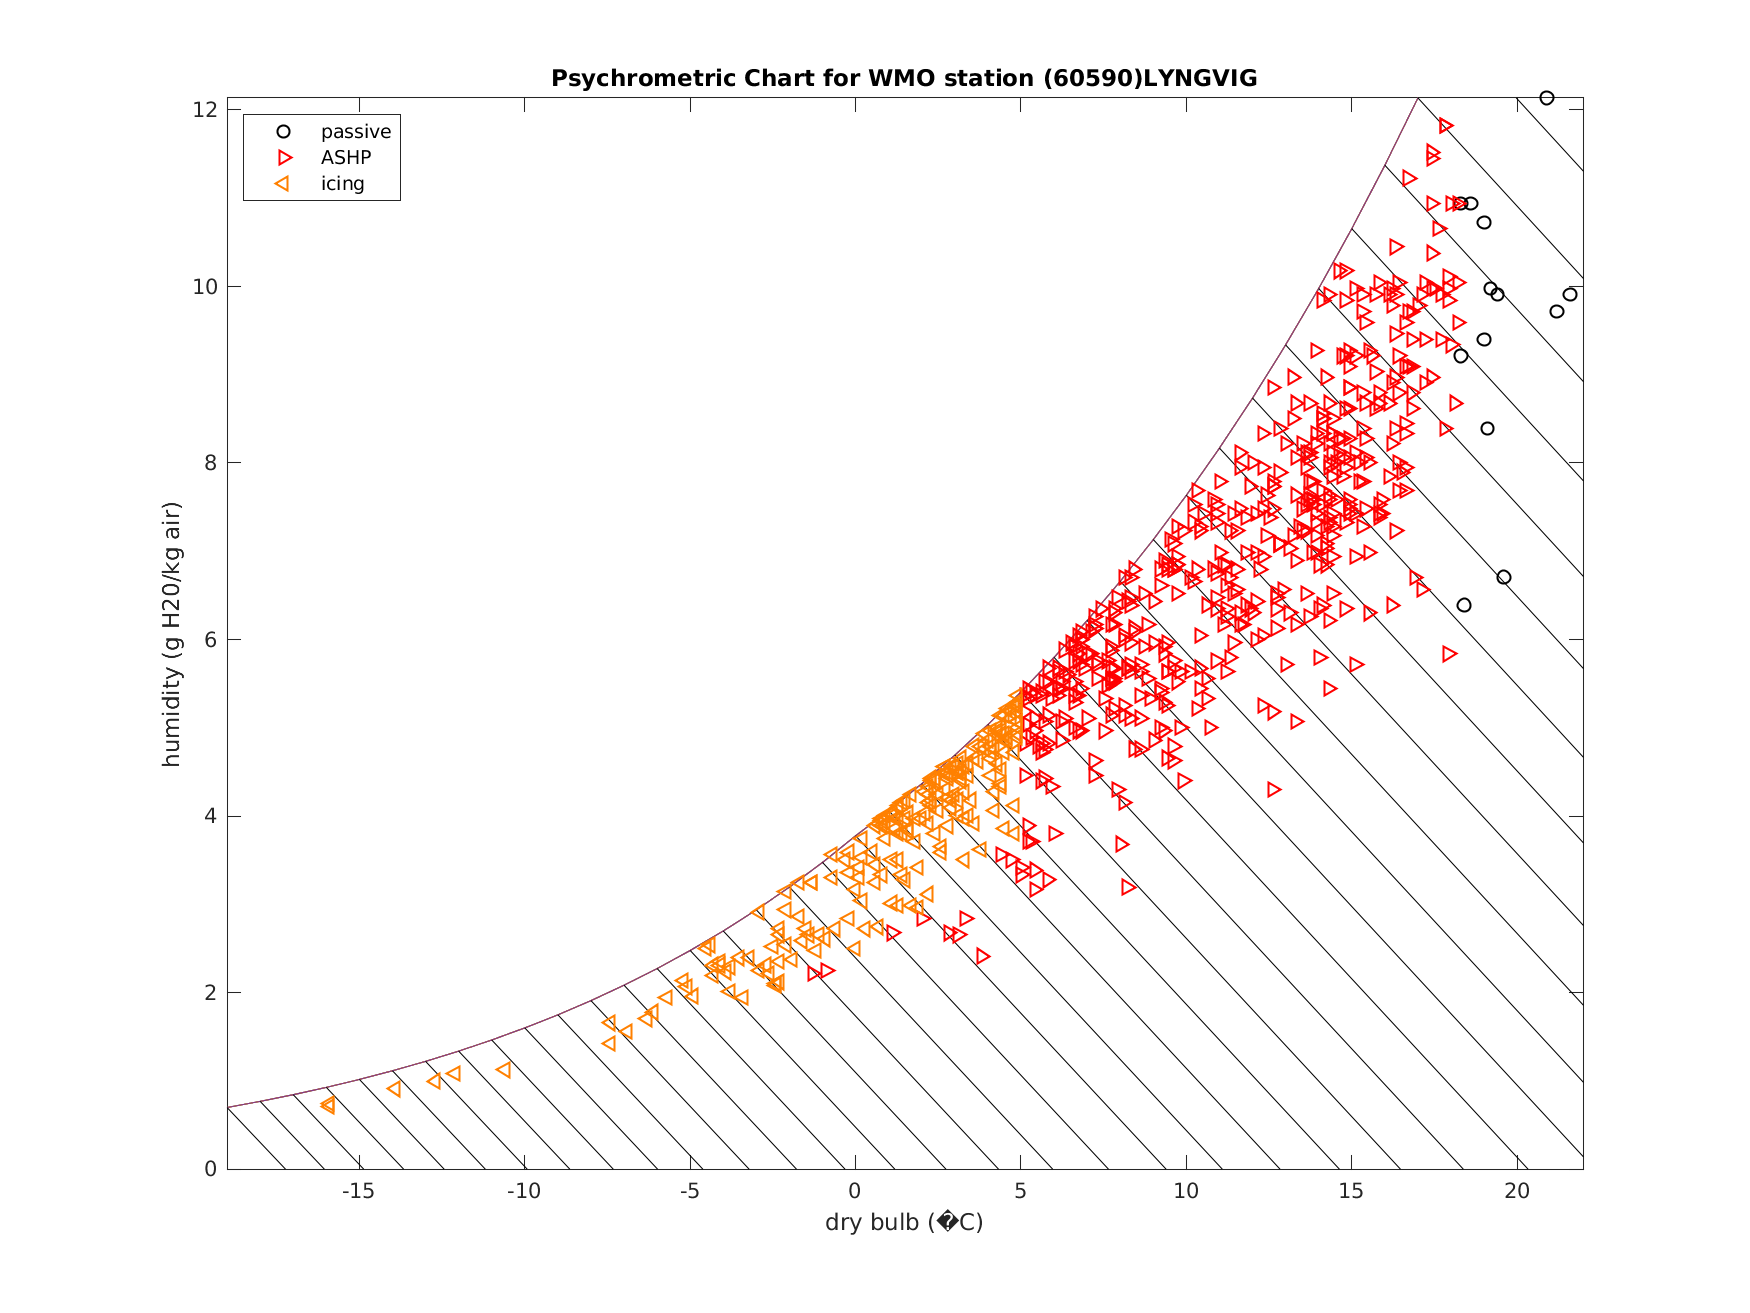 Psychrometric Chart for WMO station (60590)LYNGVIG
passive
ASHP
icing
12
10
8
6
4
2
0
humidity (g H20/kg air)
-15 -10 -5 0 5 10 15 20
dry bulb (�C)